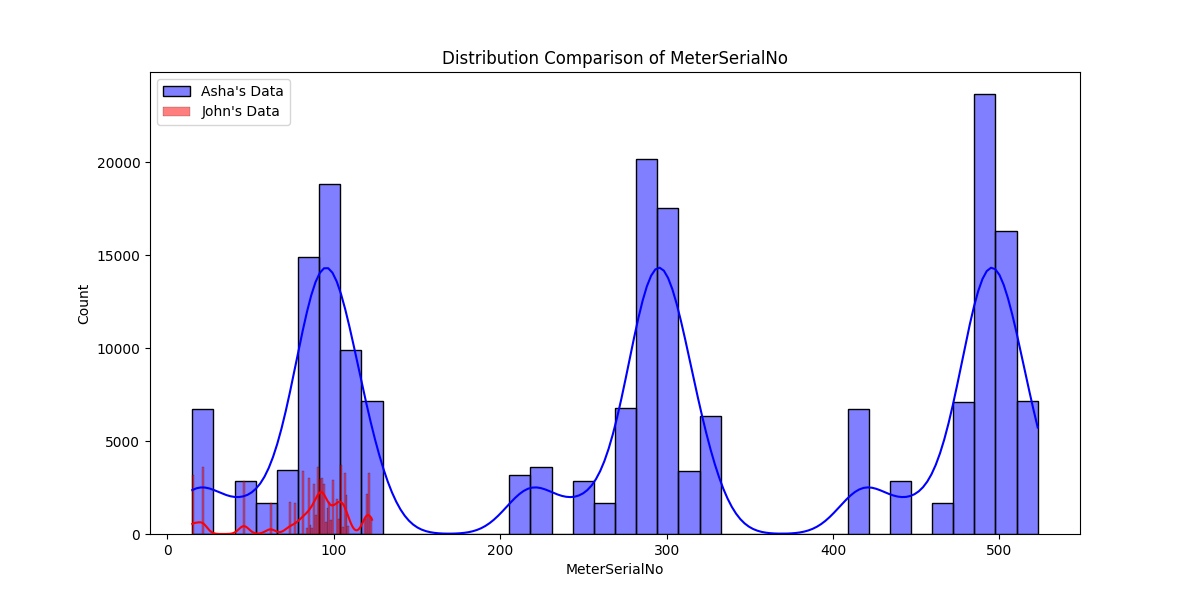 Distribution Comparison of MeterSerialNo
Asha's Data
John's Data
20000
15000
10000
5000
0
Count
0 100 200 300 400 500
MeterSerialNo